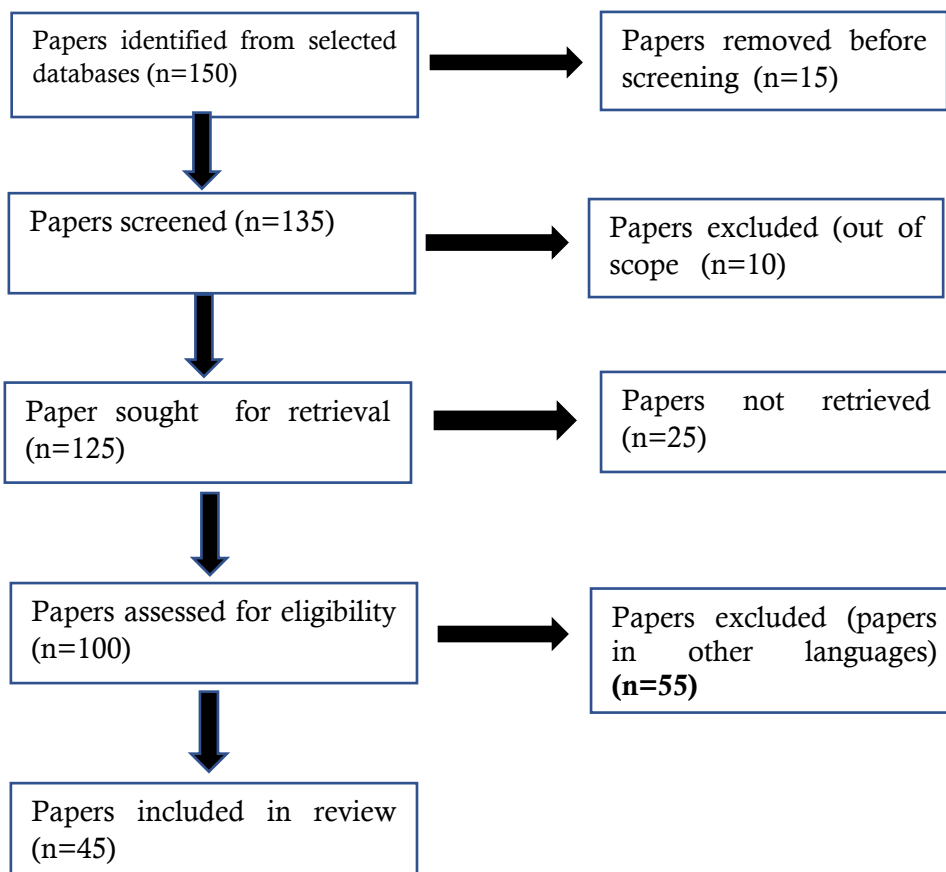 Papers identified from selected
databases (n=150)
Papers removed before
screening (n=15)
Papers screened (n=135)
Papers excluded (out of
scope (n=10)
Paper sought for retrieval
(n=125)
Papers not retrieved
(n=25)
Papers assessed for eligibility
(n=100)
Papers excluded (papers
in other languages)
(n=55)
Papers included in review
(n=45)